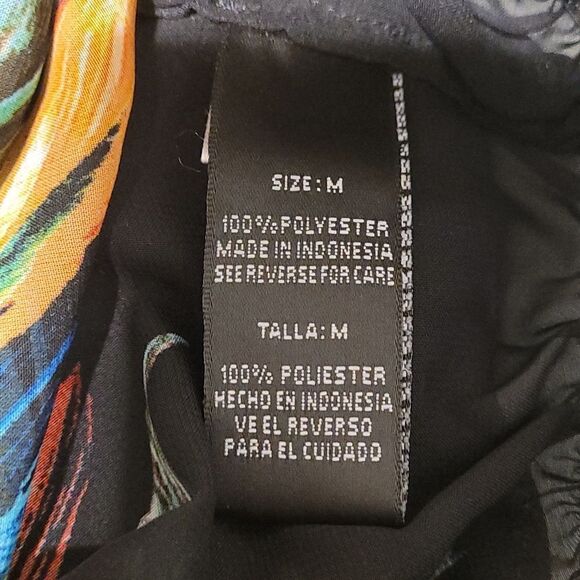 SIZE: M
100% POLYESTER
MADE IN INDONESIA
SEE REVERSE FOR CARE
TALLA: M
100% POLIESTER
HECHO EN INDONESIA
VE EL REVERSO
PARA EL CUIDADO